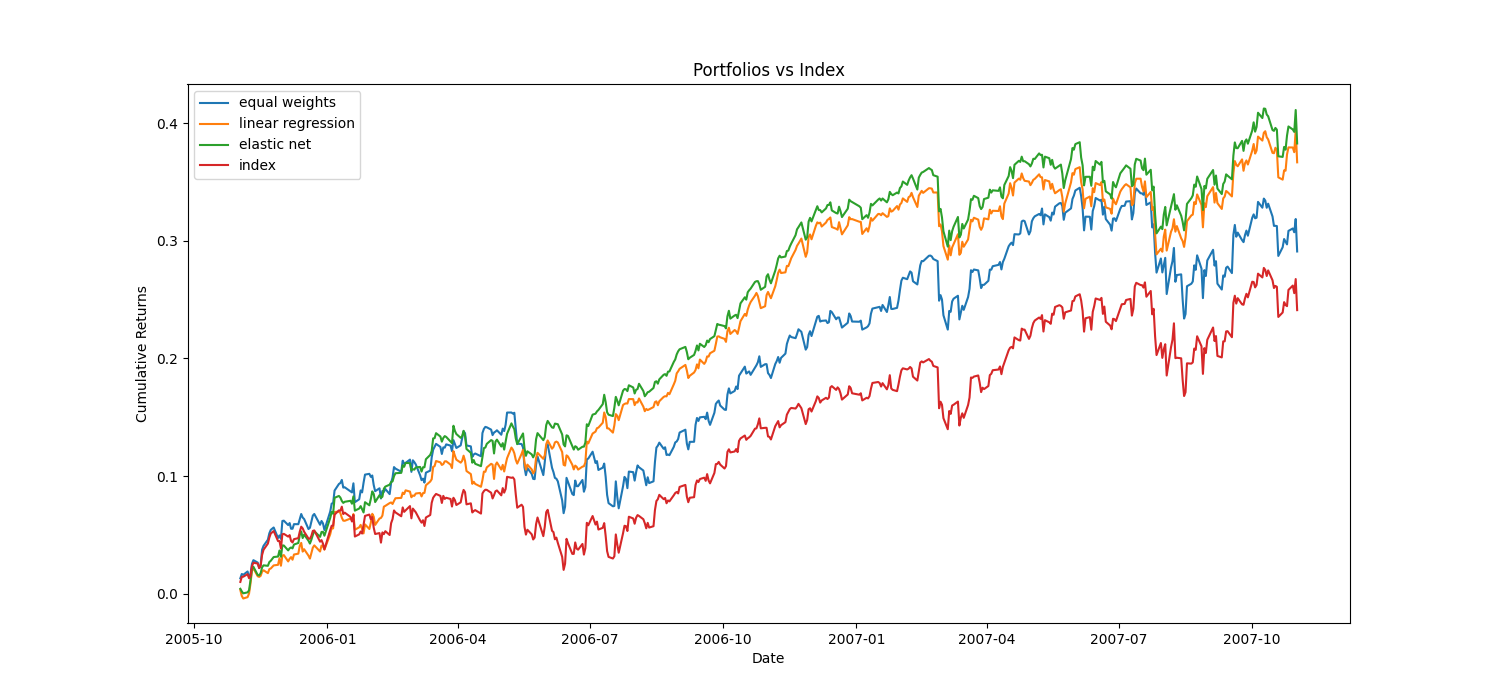 Portfolios vs Index
equal weights
linear regression
elastic net
index
Cumulative Returns
0.4
0.3
0.2
0.1
0.0
2005-10 2006-01 2006-04 2006-07 2006-10 2007-01 2007-04 2007-07 2007-10
Date